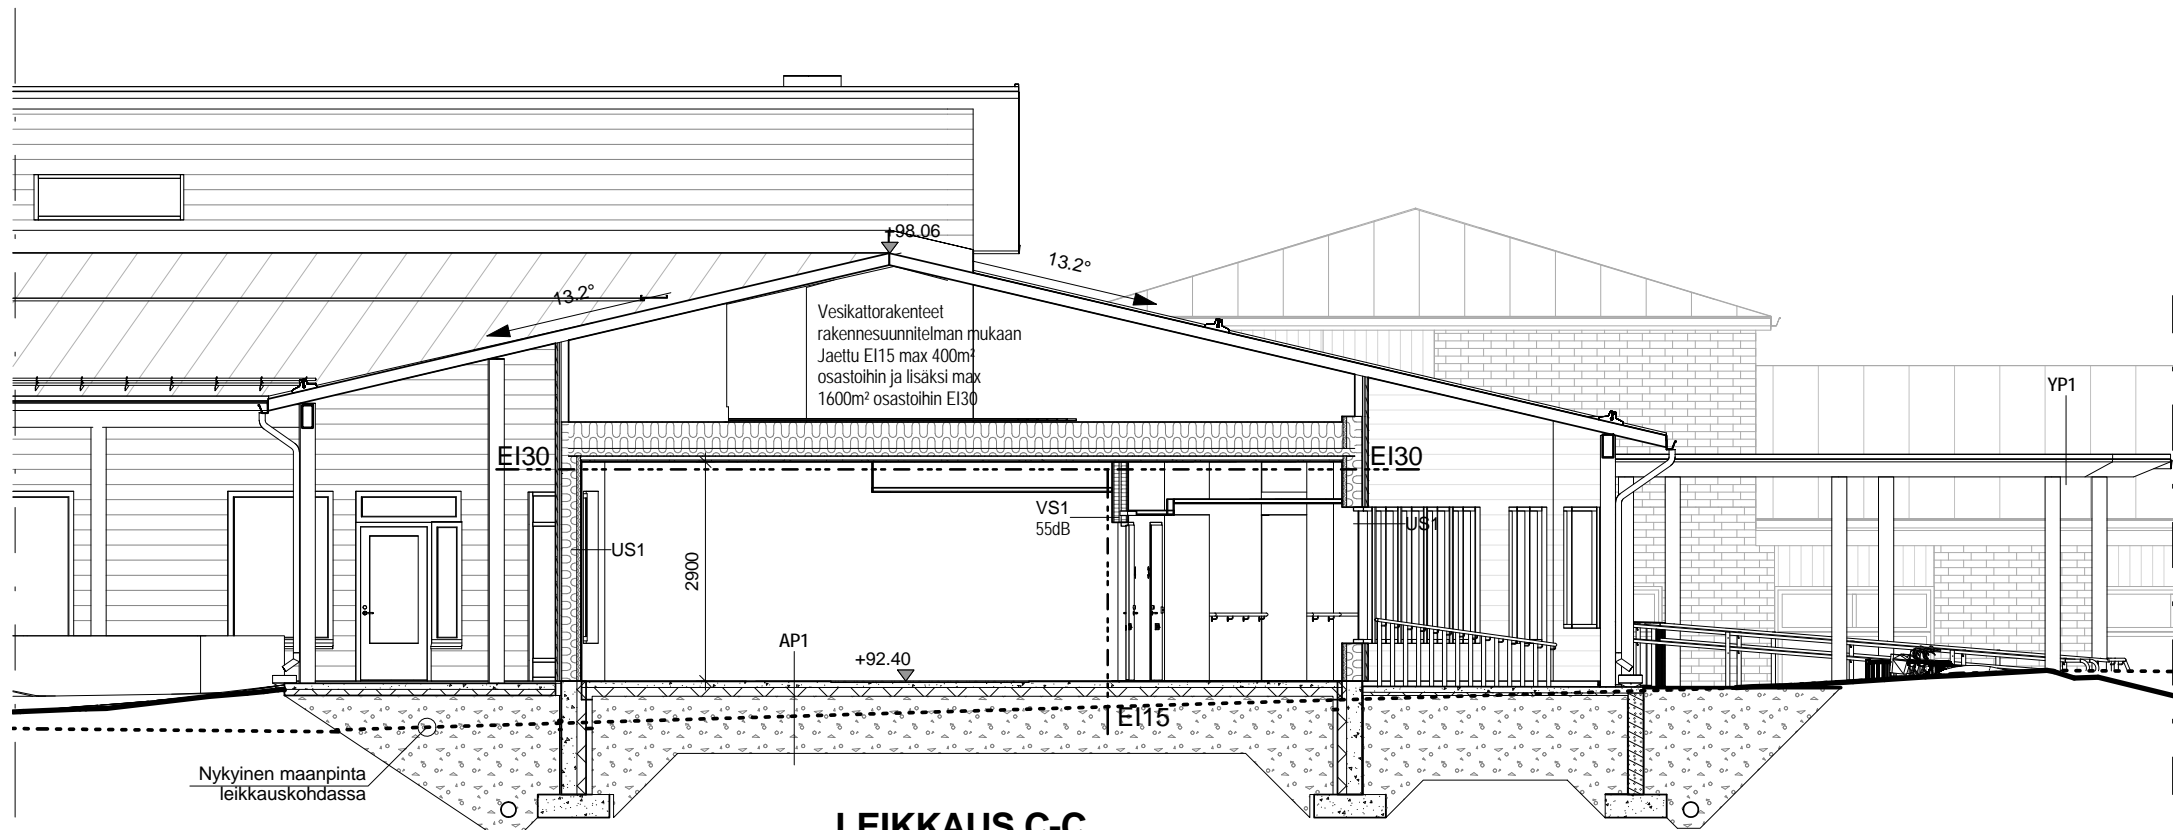 +98.06
13.2°
13.2°
Vesikattorakenteet
rakennesuunnitelman mukaan
Jaettu EI15 max 400m²
osastoihin ja lisäksi max
1600m² osastoihin EI30
YP1
EI30
EI30
VS1
55dB
US1
US1
2900
AP1
+92.40
EI15
Nykyinen maanpinta
leikkauskohdassa
LEIKKAUS C-C